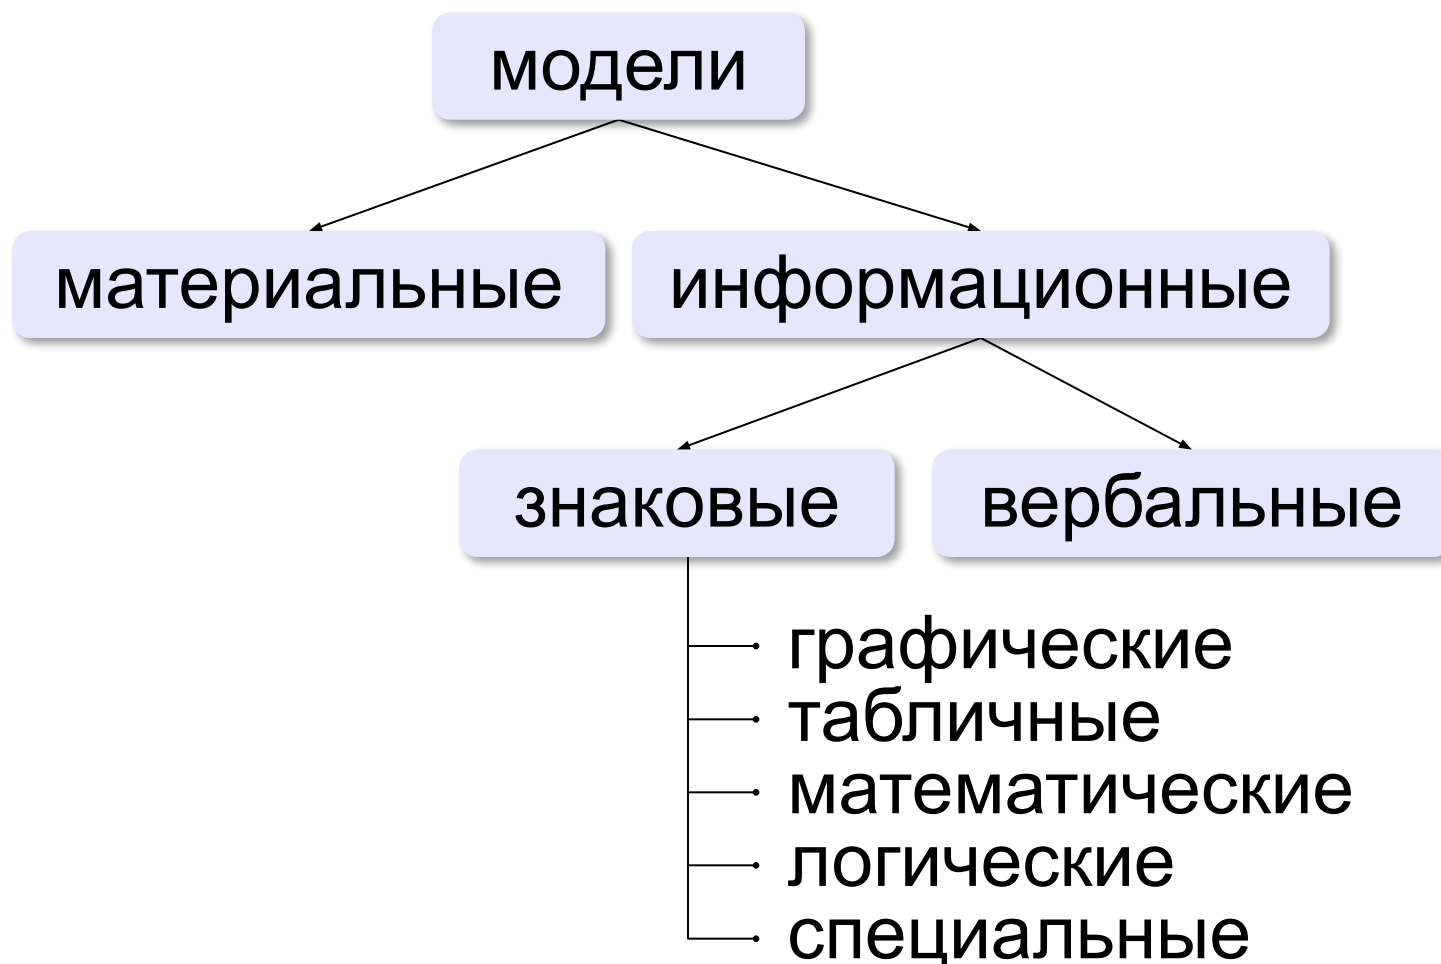 модели
материальные информационные
знаковые вербальные
графические
табличные
математические
логические
специальные